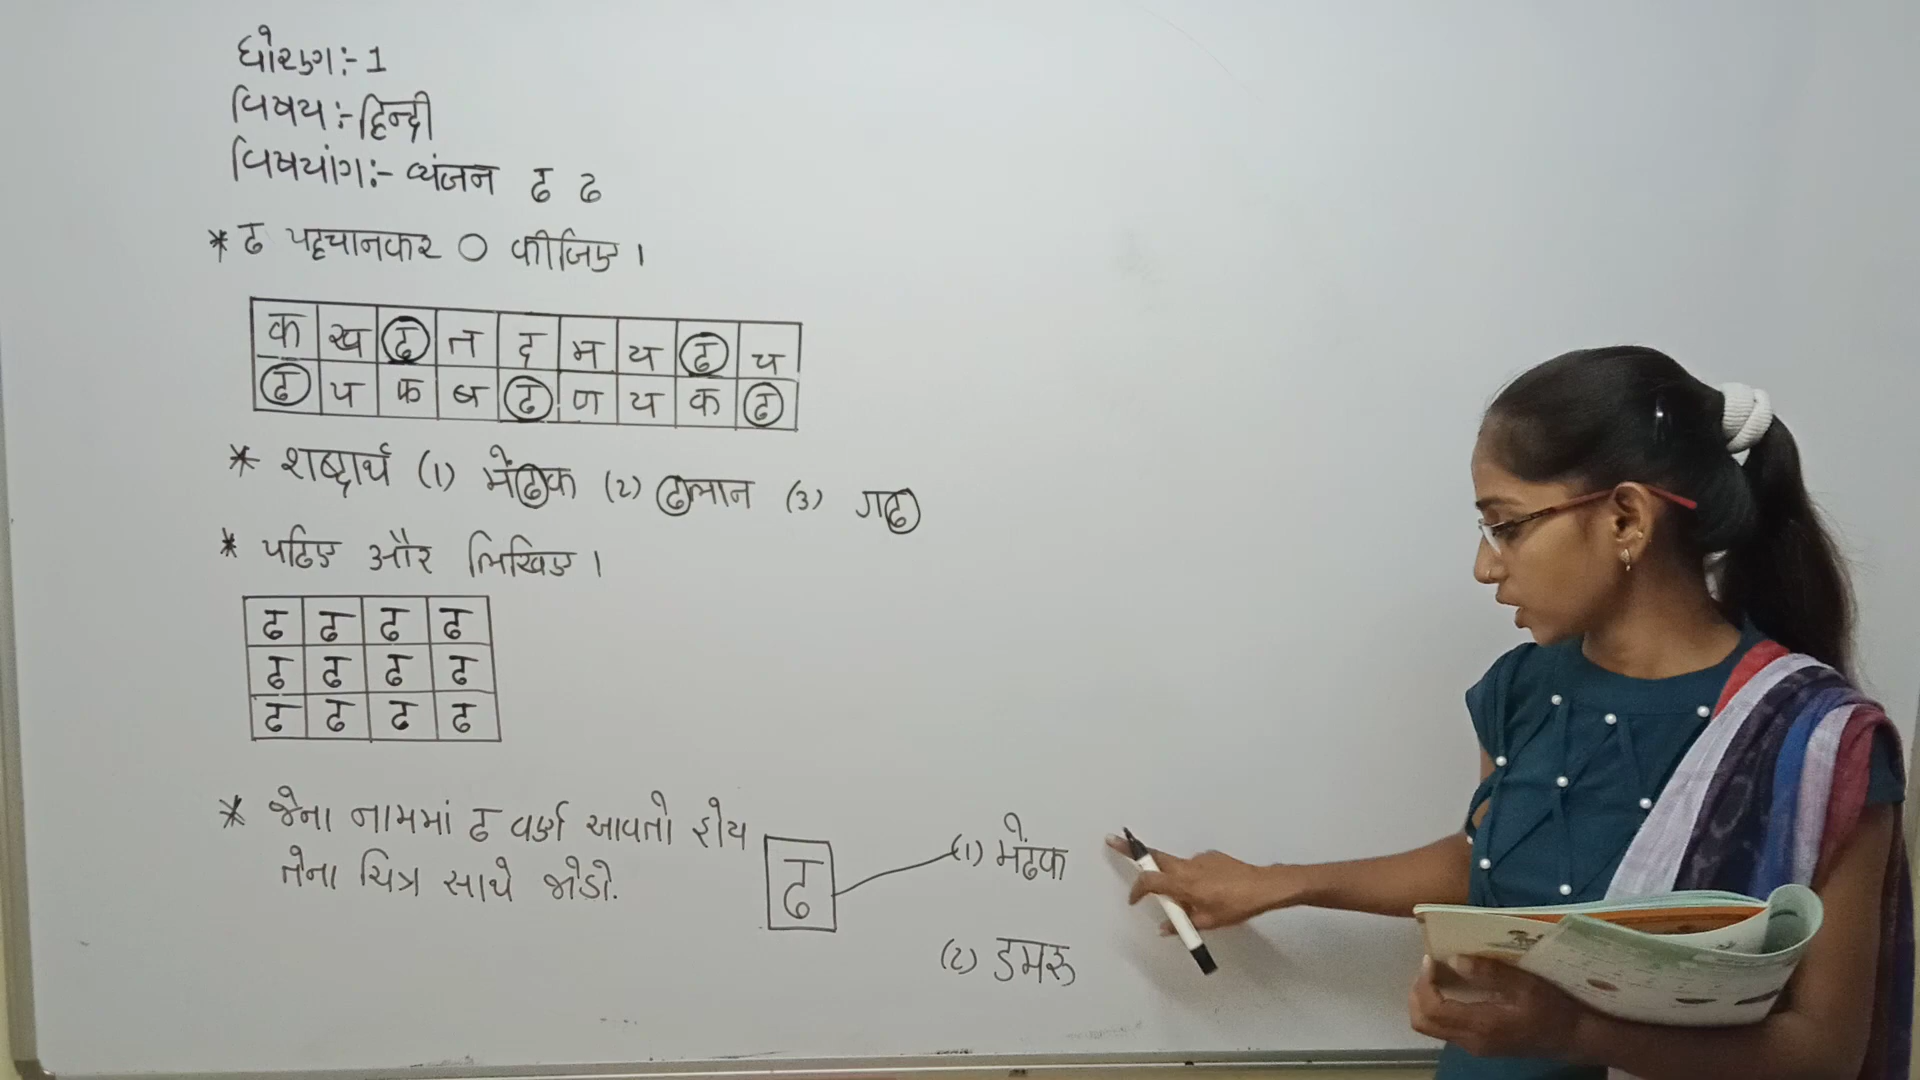 ધોરણ:- 1
વિષય:- हिन्दी
વિષયાંગ:- व्यंजन ढ ઢ
* ढ पहचानकर ○ कीजिए।
क ख ढ त द म य ढ च
ढ प फ ब ढ ण य क ढ
* शब्दार्थ (1) मेंढक (2) ढलान (3) गढ
* पढिए और लिखिए।
ढ ढ ढ ढ
ढ ढ ढ ढ
ढ ढ ढ ढ
* જેના નામમાં ढ વર્ણ આવતો હોય
તેના ચિત્ર સાથે જોડો.
ढ
(1) मेंढक
(2) डमरू